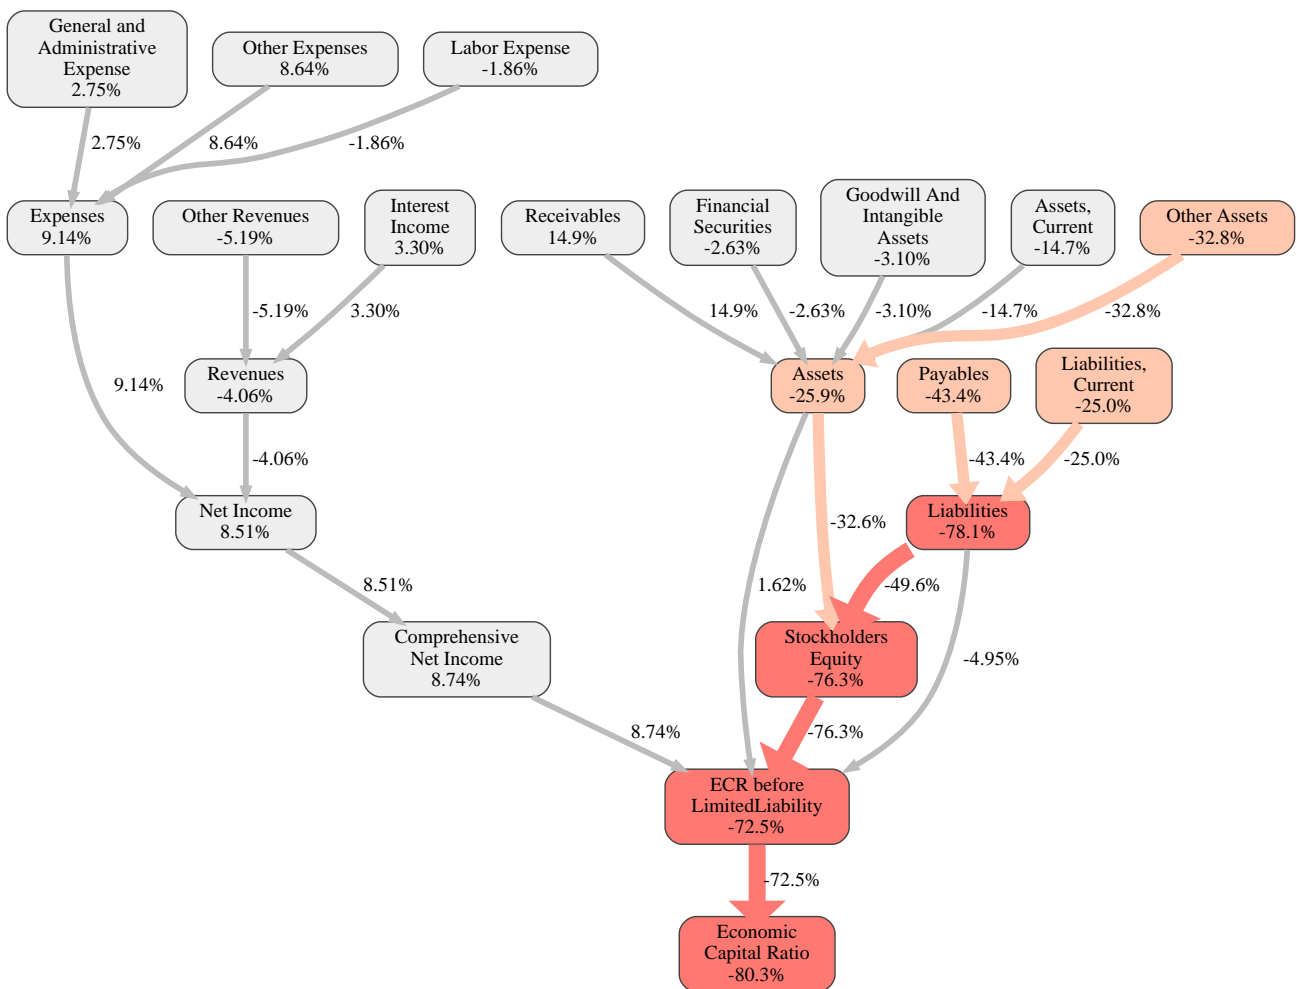 General and
Administrative
Expense
2.75%
Other Expenses
8.64%
Labor Expense
-1.86%
2.75%
8.64%
-1.86%
Expenses
9.14%
Other Revenues
-5.19%
Interest
Income
3.30%
Receivables
14.9%
Financial
Securities
-2.63%
Goodwill And
Intangible
Assets
-3.10%
Assets,
Current
-14.7%
Other Assets
-32.8%
-5.19%
3.30%
14.9%
-2.63%
-3.10%
-14.7%
-32.8%
9.14%
Revenues
-4.06%
Assets
-25.9%
Payables
-43.4%
Liabilities,
Current
-25.0%
-4.06%
-43.4%
-25.0%
Net Income
8.51%
-32.6%
Liabilities
-78.1%
8.51%
1.62%
-49.6%
Comprehensive
Net Income
8.74%
Stockholders
Equity
-76.3%
-4.95%
8.74%
-76.3%
ECR before
LimitedLiability
-72.5%
-72.5%
Economic
Capital Ratio
-80.3%